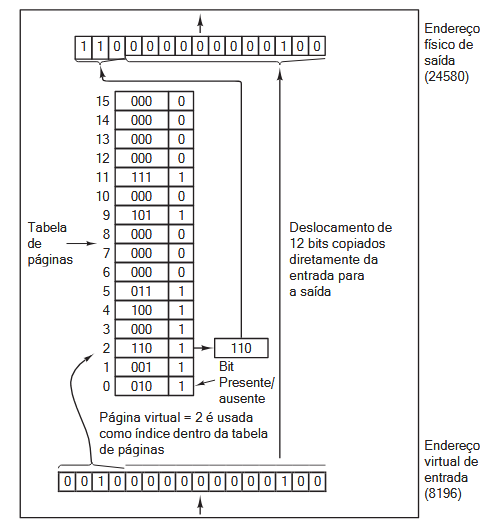 Endereço
físico de
saída
(24580)
1 1 0 0 0 0 0 0 0 0 0 0 1 0 0
15 000 0
14 000 0
13 000 0
12 000 0
11 111 1
10 000 0
9 101 1
8 000 0
7 000 0
6 000 0
5 011 1
4 100 1
3 000 1
2 110 1 110
1 001 1
0 010 1
Tabela
de
páginas
Deslocamento de
12 bits copiados
diretamente da
entrada para
a saída
Bit
Presente/
ausente
Página virtual = 2 é usada
como índice dentro da tabela
de páginas
0 0 1 0 0 0 0 0 0 0 0 0 0 1 0 0
Endereço
virtual de
entrada
(8196)